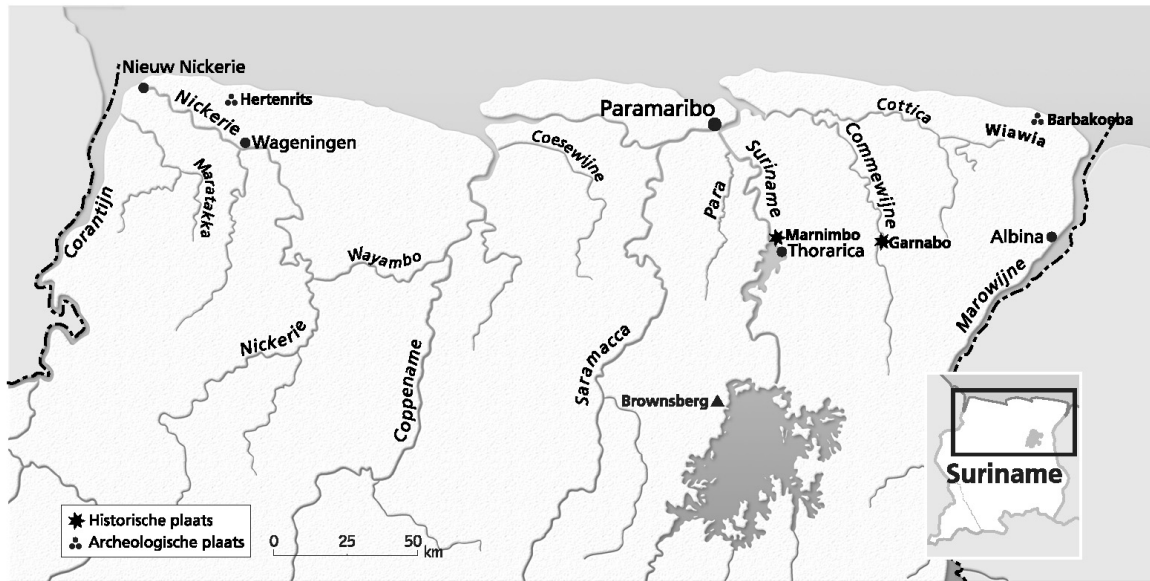 Nieuw Nickerie
Hertenrits
Nickerie
Wageningen
Maratakka
Corantijn
Wayambo
Nickerie
Coppename
Coesewijne
Paramaribo
Saramacca
Para
Suriname
Marnimbo
Thorarica
Commewijne
Garnabo
Cottica
Wiawia
Barbakoeba
Albina
Marowijne
Brownsberg
Suriname
Historische plaats
Archeologische plaats
0 25 50
km